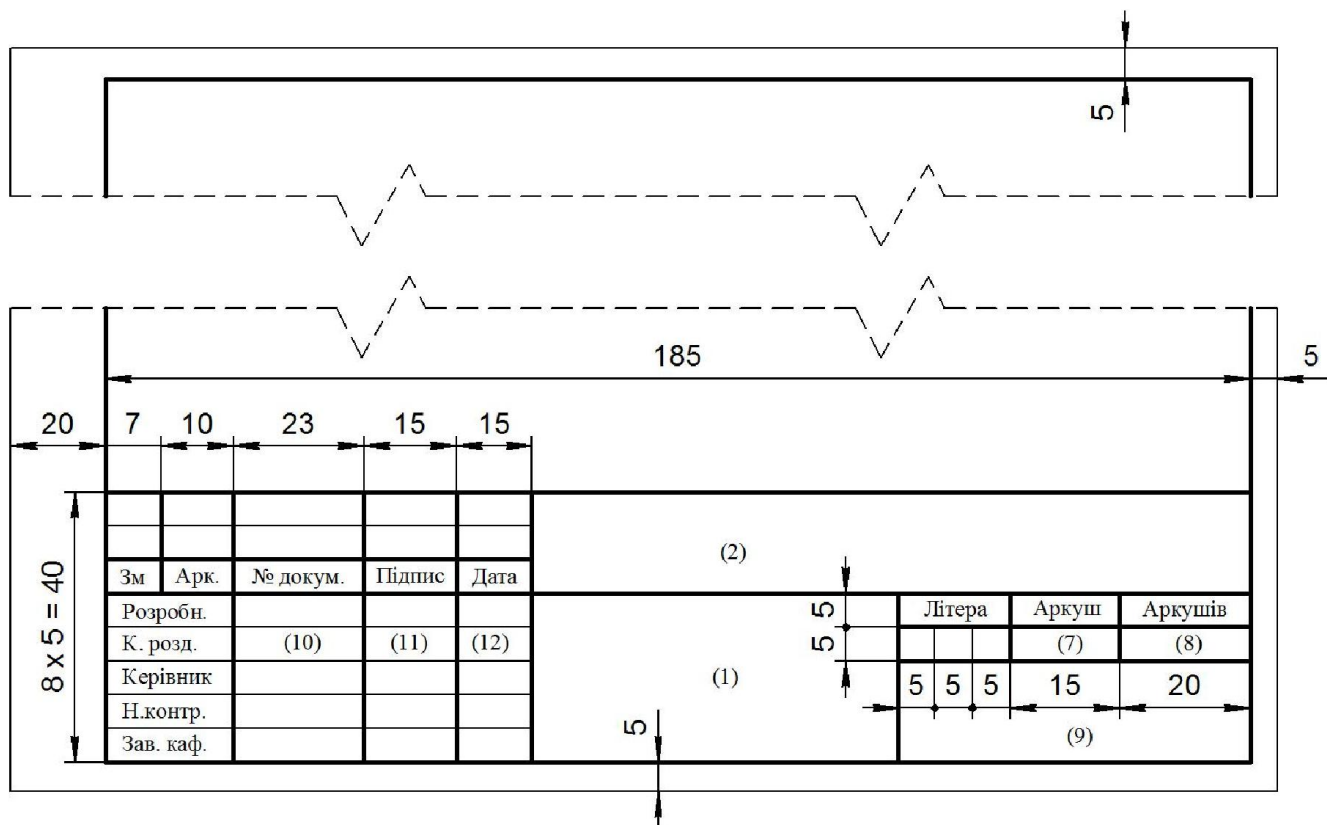 5
185 5
20 7 10 23 15 15
8 x 5 = 40
(2)
Зм Арк. № докум. Підпис Дата
Розробн. 5 Літера Аркуш Аркушів
К. розд. (10) (11) (12) 5 (7) (8)
Керівник (1) 5 5 5 15 20
Н.контр.
Зав. каф. 5 (9)